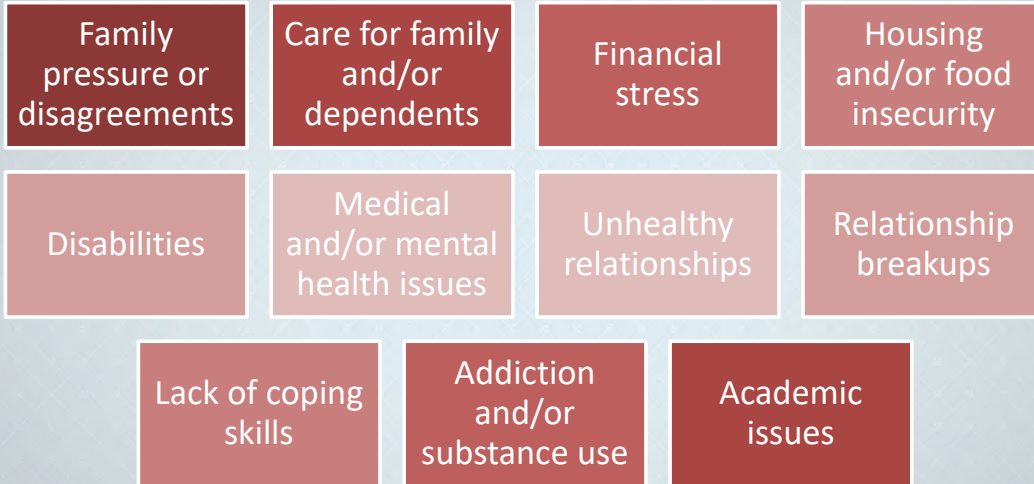 Family
pressure or
disagreements
Care for family
and/or
dependents
Financial
stress
Housing
and/or food
insecurity
Disabilities
Medical
and/or mental
health issues
Unhealthy
relationships
Relationship
breakups
Lack of coping
skills
Addiction
and/or
substance use
Academic
issues